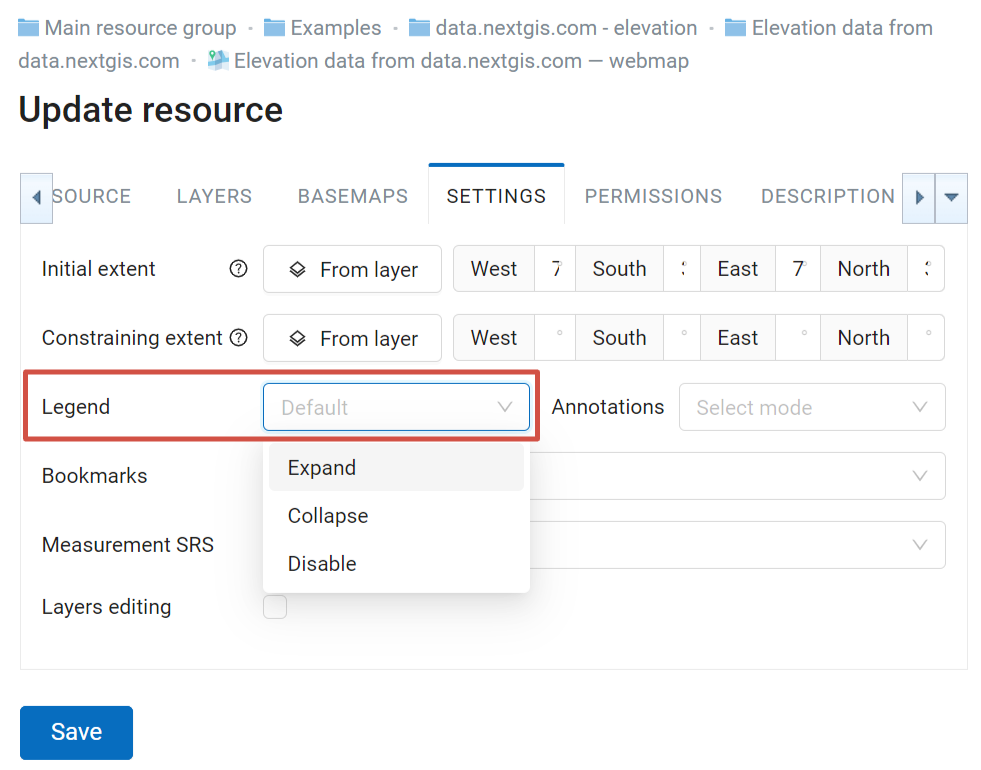 Main resource group · Examples · data.nextgis.com - elevation · Elevation data from
data.nextgis.com · Elevation data from data.nextgis.com — webmap
Update resource
SOURCE LAYERS BASEMAPS SETTINGS PERMISSIONS DESCRIPTION
Initial extent ? From layer West 7 ° South ° East 7 ° North °
Constraining extent ? From layer West ° South ° East ° North °
Legend Default Annotations Select mode
Expand
Bookmarks
Collapse
Measurement SRS
Disable
Layers editing
Save